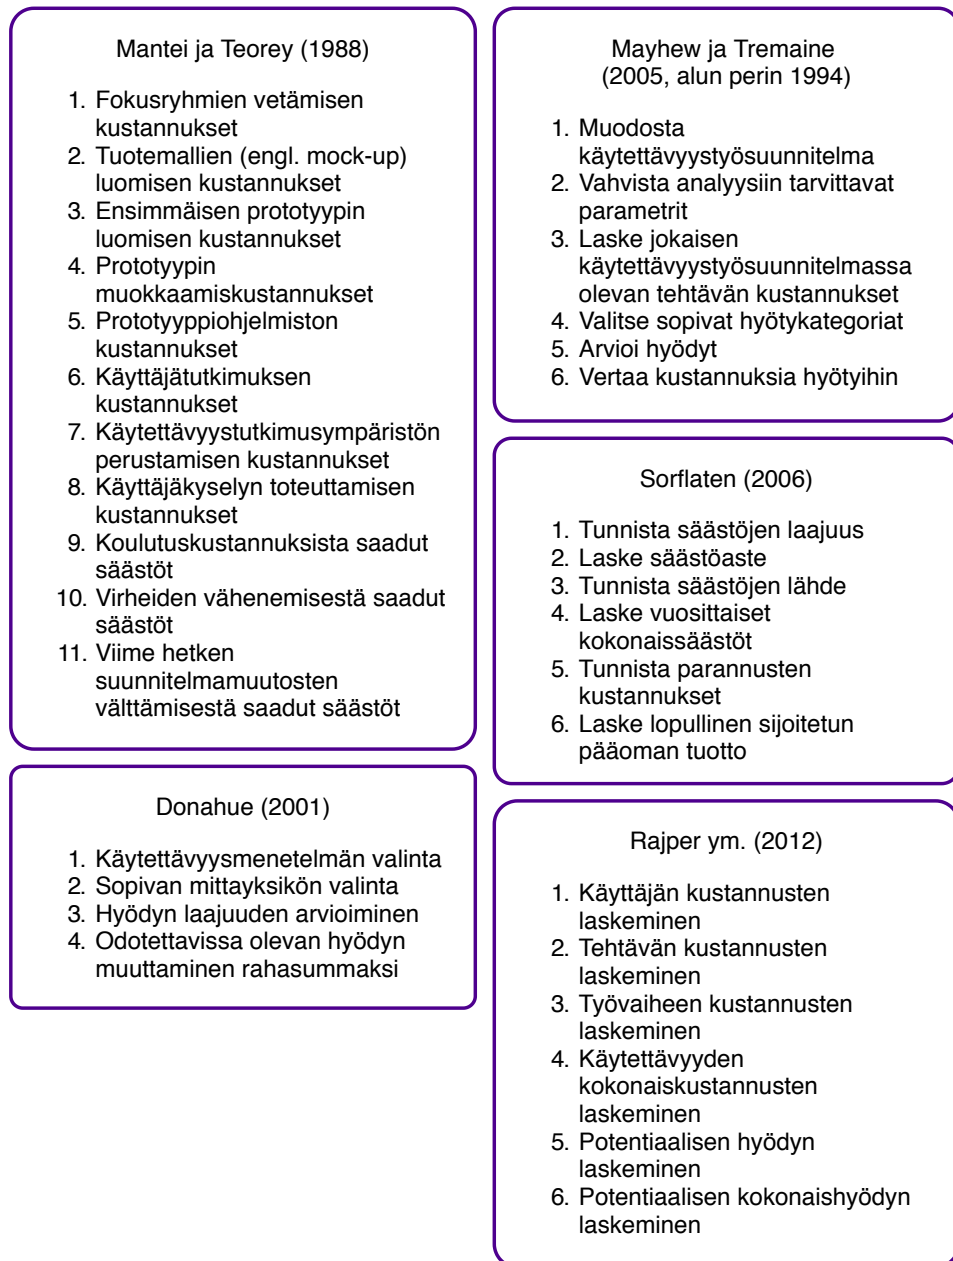 Mantei ja Teorey (1988)
1. Fokusryhmien vetämisen
kustannukset
2. Tuotemallien (engl. mock-up)
luomisen kustannukset
3. Ensimmäisen prototyypin
luomisen kustannukset
4. Prototyypin
muokkaamiskustannukset
5. Prototyyppiohjelmiston
kustannukset
6. Käyttäjätutkimuksen
kustannukset
7. Käytettävyystutkimusympäristön
perustamisen kustannukset
8. Käyttäjäkyselyn toteuttamisen
kustannukset
9. Koulutuskustannuksista saadut
säästöt
10. Virheiden vähenemisestä saadut
säästöt
11. Viime hetken
suunnitelmamuutosten
välttämisestä saadut säästöt
Donahue (2001)
1. Käytettävyysmenetelmän valinta
2. Sopivan mittayksikön valinta
3. Hyödyn laajuuden arvioiminen
4. Odotettavissa olevan hyödyn
muuttaminen rahasummaksi
Mayhew ja Tremaine
(2005, alun perin 1994)
1. Muodosta
käytettävyystyösuunnitelma
2. Vahvista analyysiin tarvittavat
parametrit
3. Laske jokaisen
käytettävyystyösuunnitelmassa
olevan tehtävän kustannukset
4. Valitse sopivat hyötykategoriat
5. Arvioi hyödyt
6. Vertaa kustannuksia hyötyihin
Sorflaten (2006)
1. Tunnista säästöjen laajuus
2. Laske säästöaste
3. Tunnista säästöjen lähde
4. Laske vuosittaiset
kokonaissäästöt
5. Tunnista parannusten
kustannukset
6. Laske lopullinen sijoitetun
pääoman tuotto
Rajper ym. (2012)
1. Käyttäjän kustannusten
laskeminen
2. Tehtävän kustannusten
laskeminen
3. Työvaiheen kustannusten
laskeminen
4. Käytettävyyden
kokonaiskustannusten
laskeminen
5. Potentiaalisen hyödyn
laskeminen
6. Potentiaalisen kokonaishyödyn
laskeminen